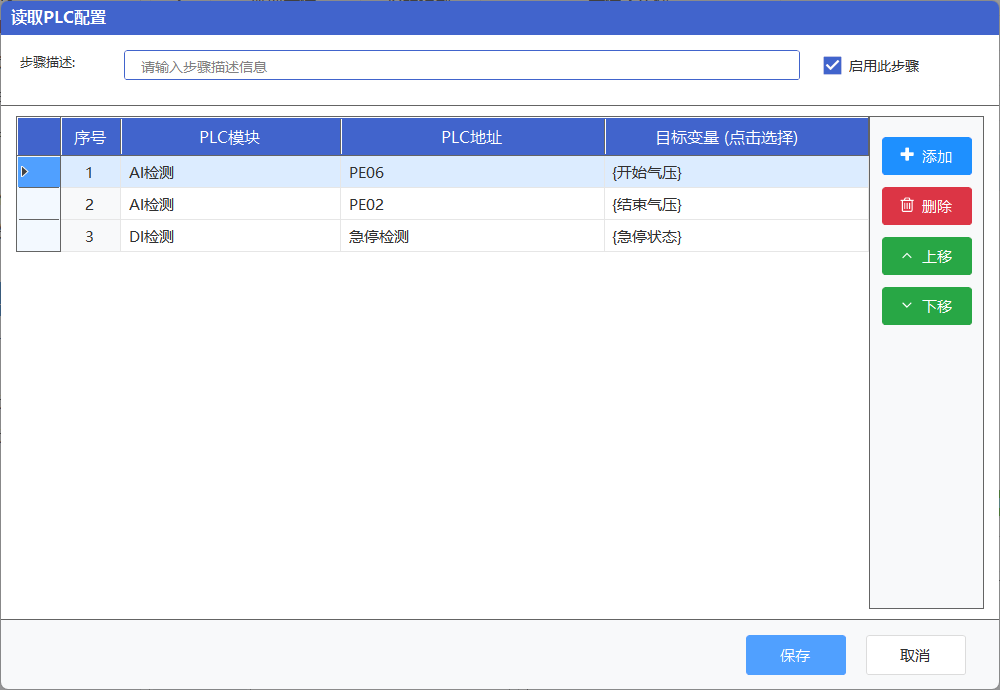 读取PLC配置
步骤描述: 请输入步骤描述信息 启用此步骤
序号 PLC模块 PLC地址 目标变量 (点击选择)
1 AI检测 PE06 {开始气压}
2 AI检测 PE02 {结束气压}
3 DI检测 急停检测 {急停状态}
添加
删除
上移
下移
保存 取消